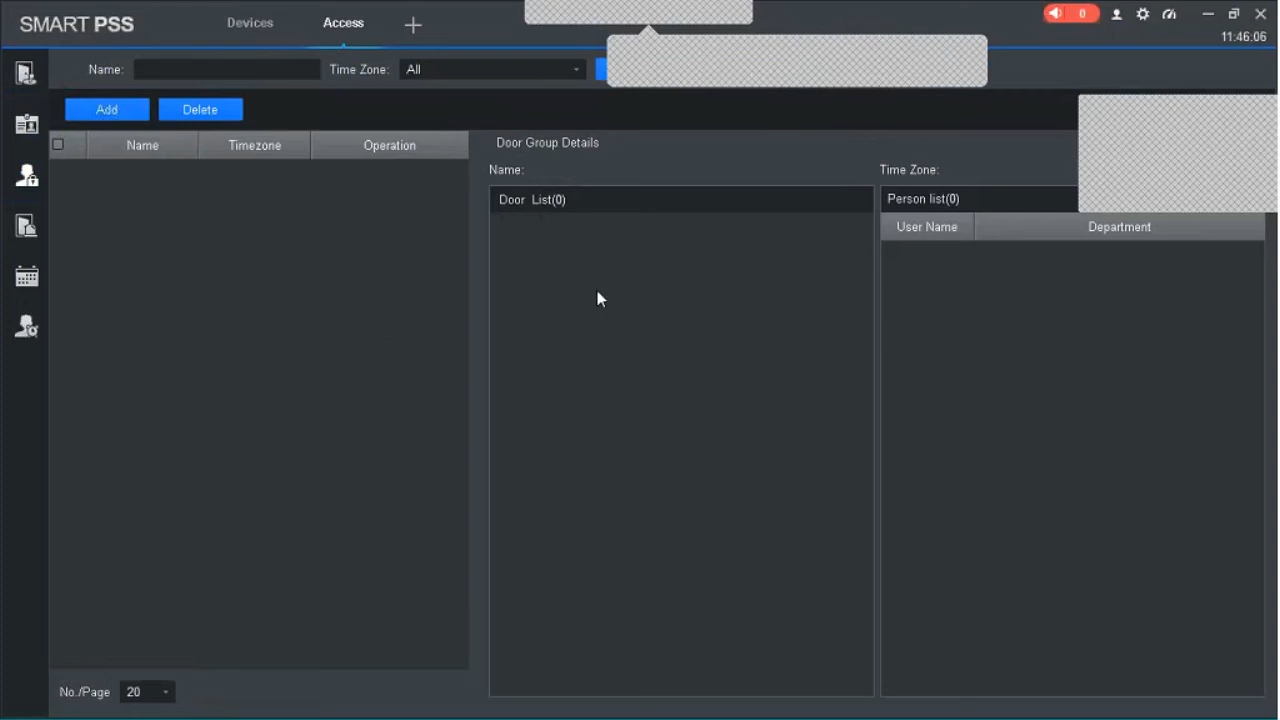 SMART PSS Devices Access + 0
11:46:06
Name: Time Zone: All
Add Delete
Name Timezone Operation
Door Group Details
Name: Time Zone:
Door List(0) Person list(0)
User Name Department
No./Page 20